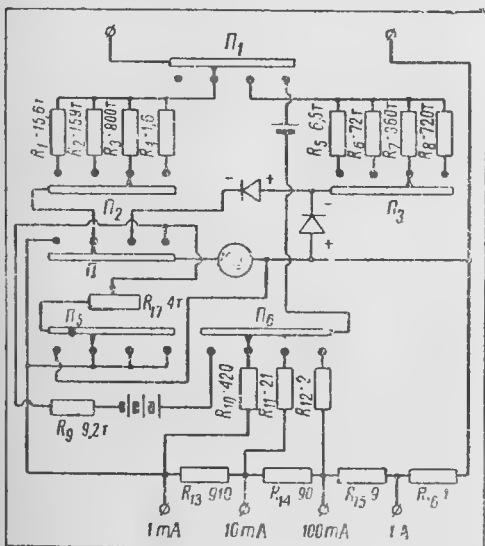 П₁
R₁-15,6т
R₂-159т
R₃-800т
R₄-1,6
R₅ 6,5т
R₆-72т
R₇-360т
R₈-720т
П₂
П₃
П
R₁₇ 4т
П₅
П₆
R₉ 9,2т
R₁₀-420
R₁₁-21
R₁₂-2
R₁₃ 910
R₁₄ 90
R₁₅ 9
1
1mA
10mA
100mA
1A